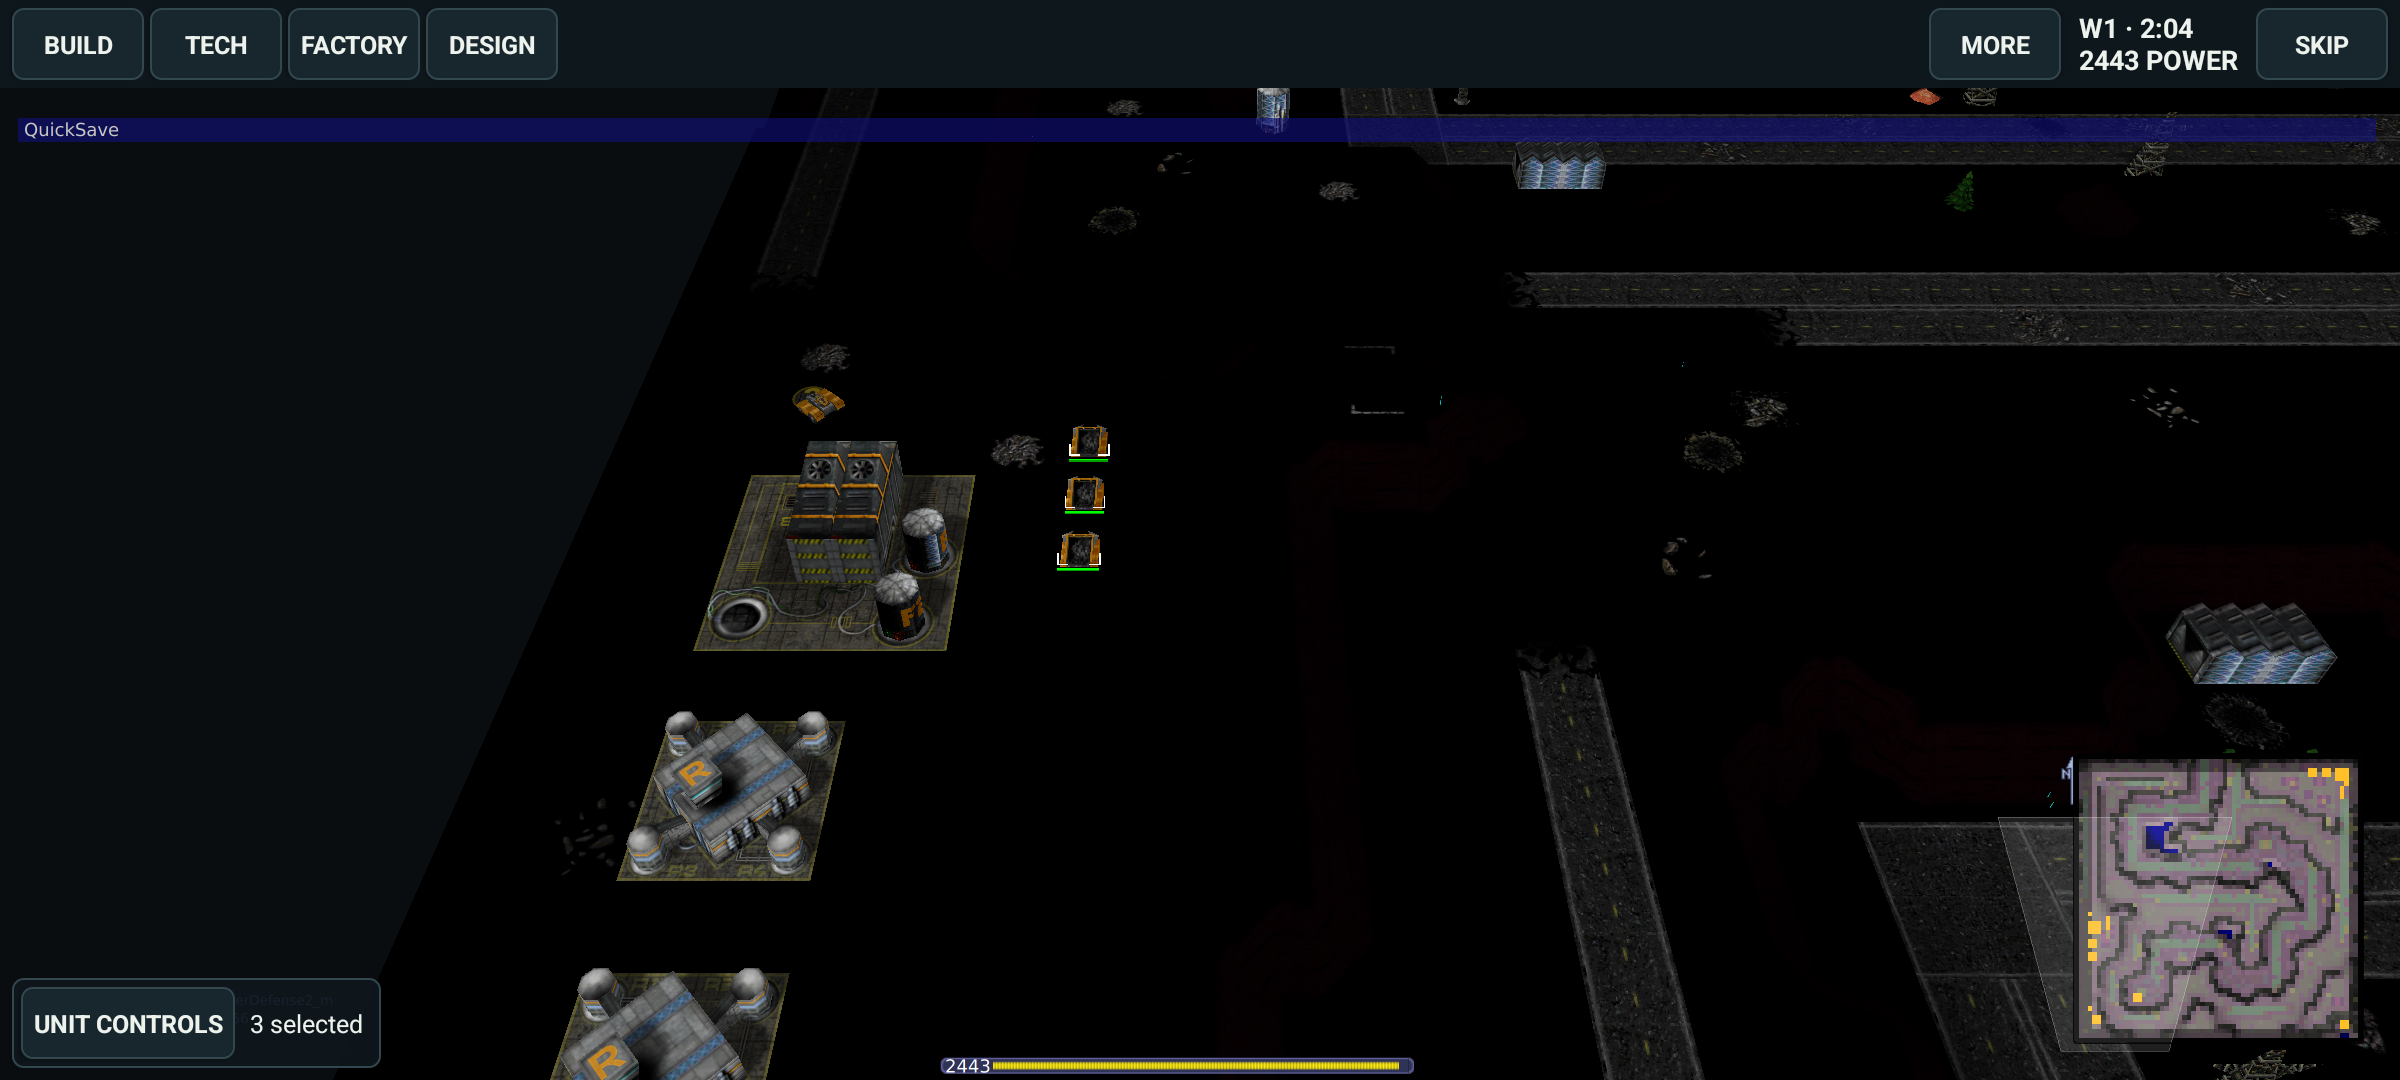 BUILD
TECH
FACTORY
DESIGN
MORE
W1 · 2:04
2443 POWER
SKIP
QuickSave
R
R
N
UNIT CONTROLS
3 selected
2443